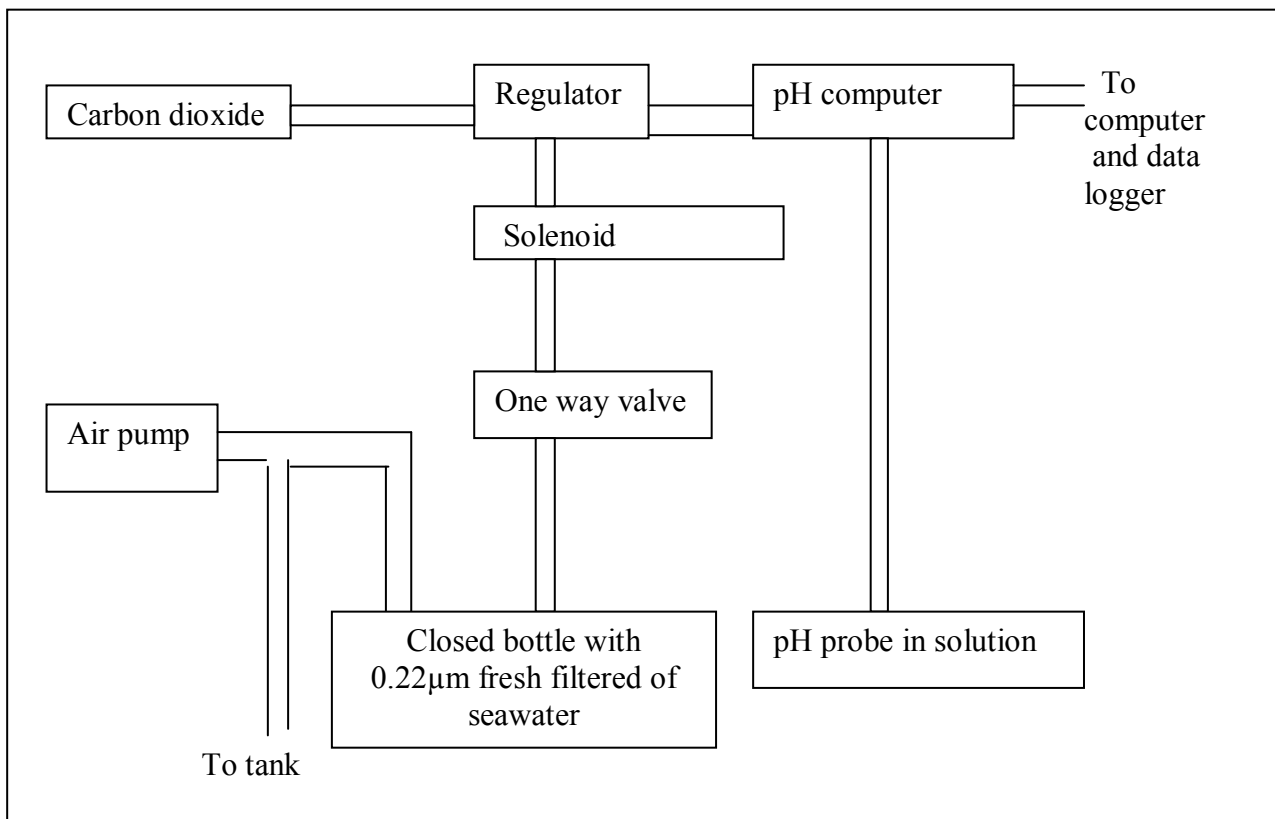 Carbon dioxide
Regulator
pH computer
To
computer
and data
logger
Solenoid
One way valve
Air pump
Closed bottle with
0.22µm fresh filtered of
seawater
pH probe in solution
To tank